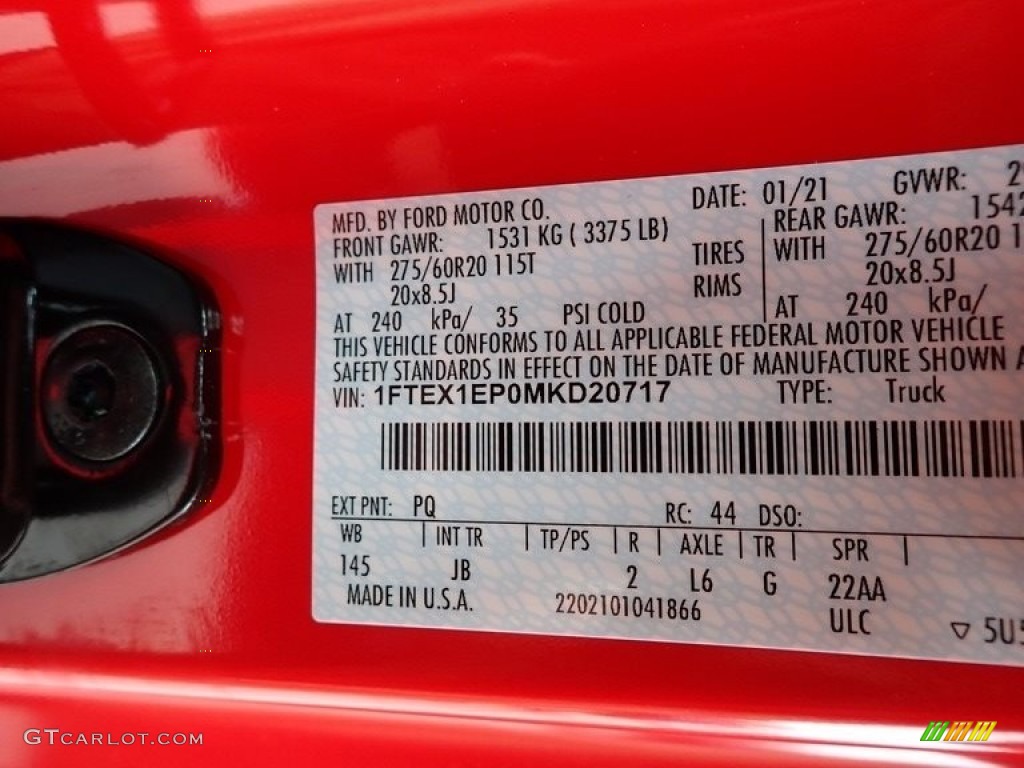 MFD. BY FORD MOTOR CO. DATE: 01/21 GVWR:
FRONT GAWR: 1531 KG ( 3375 LB) REAR GAWR: 1542
WITH 275/60R20 115T TIRES WITH 275/60R20
20x8.5J RIMS 20x8.5J
AT 240 kPa/ 35 PSI COLD AT 240 kPa/
THIS VEHICLE CONFORMS TO ALL APPLICABLE FEDERAL MOTOR VEHICLE
SAFETY STANDARDS IN EFFECT ON THE DATE OF MANUFACTURE SHOWN
VIN: 1FTEX1EP0MKD20717 TYPE: Truck
EXT PNT: PQ RC: 44 DSO:
WB INT TR TP/PS R AXLE TR SPR
145 JB 2 L6 G 22AA
MADE IN U.S.A. 2202101041866 ULC ▽ 5U5
GTCARLOT.COM